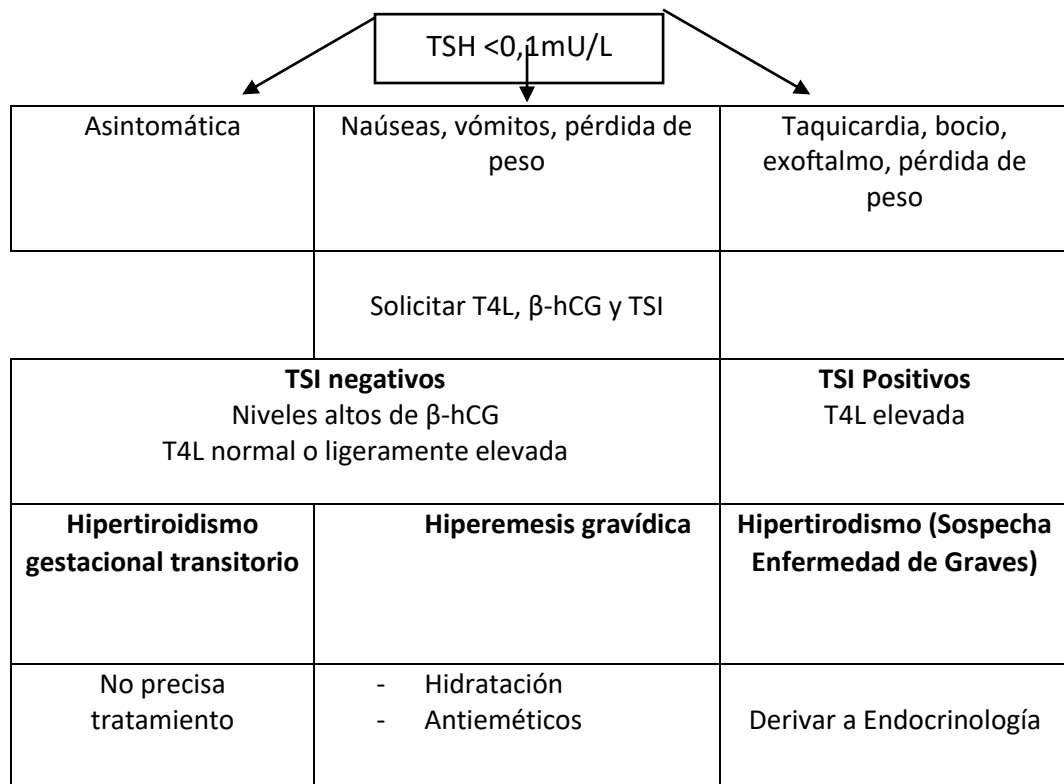 TSH <0,1mU/L
Asintomática
Naúseas, vómitos, pérdida de
peso
Taquicardia, bocio,
exoftalmo, pérdida de
peso
Solicitar T4L, β-hCG y TSI
TSI negativos
Niveles altos de β-hCG
T4L normal o ligeramente elevada
TSI Positivos
T4L elevada
Hipertiroidismo
gestacional transitorio
Hiperemesis gravídica
Hipertirodismo (Sospecha
Enfermedad de Graves)
No precisa
tratamiento
- Hidratación
- Antieméticos
Derivar a Endocrinología